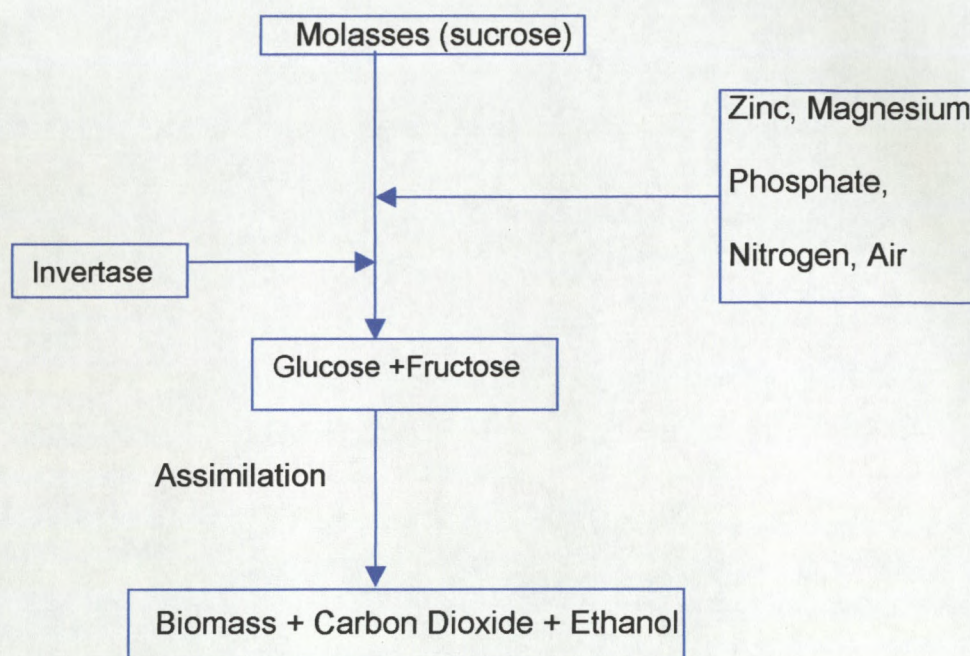 Molasses (sucrose)
Zinc, Magnesium
Phosphate,
Nitrogen, Air
Invertase
Glucose +Fructose
Assimilation
Biomass + Carbon Dioxide + Ethanol